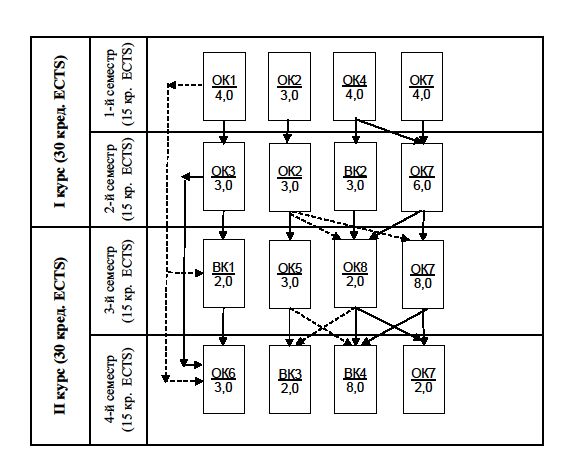 I курс (30 кред. ECTS)
1-й семестр
(15 кр. ECTS)
ОК1
4,0
ОК2
3,0
ОК4
4,0
ОК7
4,0
2-й семестр
(15 кр. ECTS)
ОК3
3,0
ОК2
3,0
ВК2
3,0
ОК7
6,0
II курс (30 кред. ECTS)
3-й семестр
(15 кр. ECTS)
ВК1
2,0
ОК5
3,0
ОК8
2,0
ОК7
8,0
4-й семестр
(15 кр. ECTS)
ОК6
3,0
ВК3
2,0
ВК4
8,0
ОК7
2,0